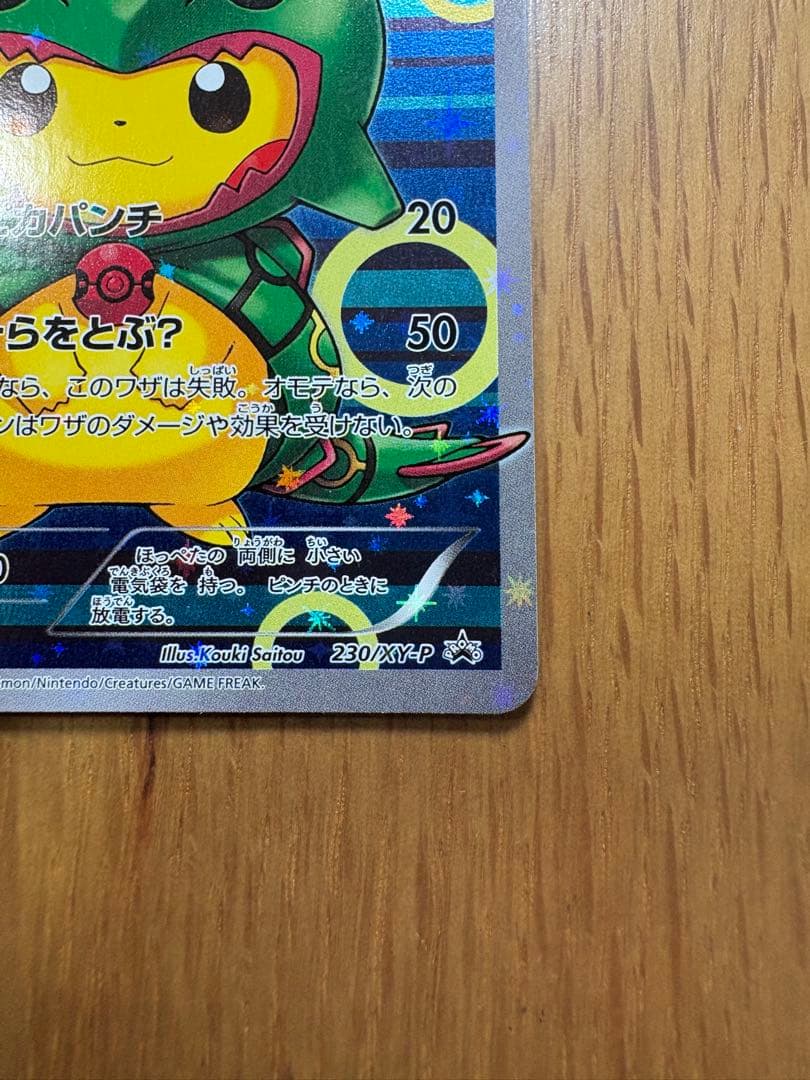 カパンチ 20
らをとぶ? 50
なら、このワザは失敗。オモテなら、次の
ンはワザのダメージや効果を受けない。
0
ほっぺたの 両側に 小さい
電気袋を 持つ。 ピンチのときに
放電する。
Illus.Kouki Saitou 230/XY-P PROMO
mon/Nintendo/Creatures/GAME FREAK.